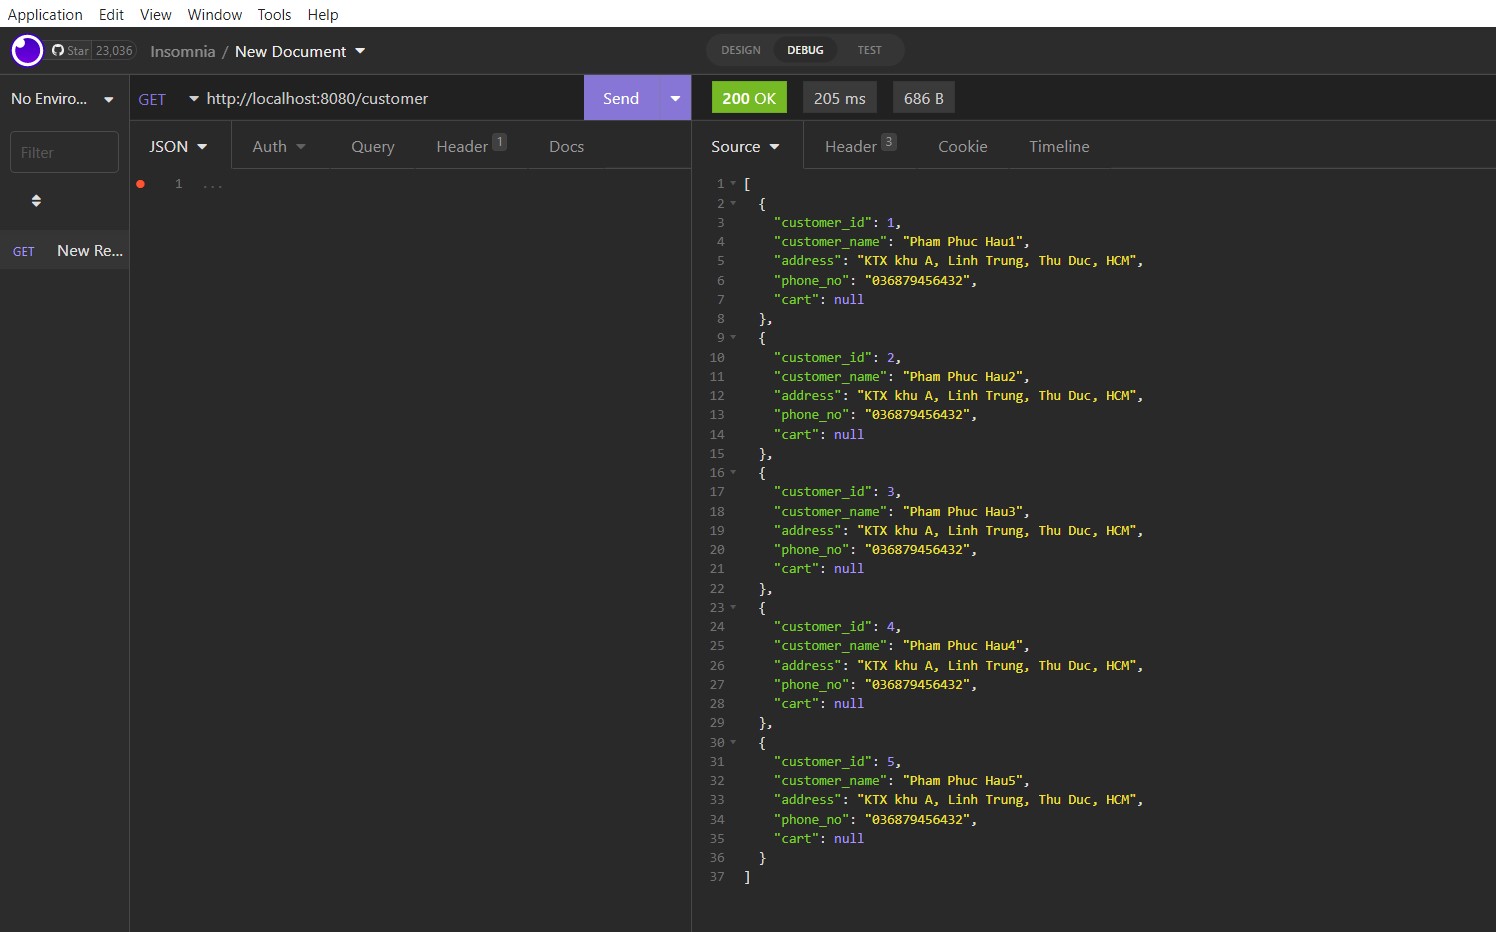 Application Edit View Window Tools Help
Star 23,036 Insomnia / New Document DESIGN DEBUG TEST
No Enviro... GET http://localhost:8080/customer Send 200 OK 205 ms 686 B
Filter JSON Auth Query Header 1 Docs Source Header 3 Cookie Timeline
GET New Re...
1 ...
1 [
2 {
3 "customer_id": 1,
4 "customer_name": "Pham Phuc Hau1",
5 "address": "KTX khu A, Linh Trung, Thu Duc, HCM",
6 "phone_no": "036879456432",
7 "cart": null
8 },
9 {
10 "customer_id": 2,
11 "customer_name": "Pham Phuc Hau2",
12 "address": "KTX khu A, Linh Trung, Thu Duc, HCM",
13 "phone_no": "036879456432",
14 "cart": null
15 },
16 {
17 "customer_id": 3,
18 "customer_name": "Pham Phuc Hau3",
19 "address": "KTX khu A, Linh Trung, Thu Duc, HCM",
20 "phone_no": "036879456432",
21 "cart": null
22 },
23 {
24 "customer_id": 4,
25 "customer_name": "Pham Phuc Hau4",
26 "address": "KTX khu A, Linh Trung, Thu Duc, HCM",
27 "phone_no": "036879456432",
28 "cart": null
29 },
30 {
31 "customer_id": 5,
32 "customer_name": "Pham Phuc Hau5",
33 "address": "KTX khu A, Linh Trung, Thu Duc, HCM",
34 "phone_no": "036879456432",
35 "cart": null
36 }
37 ]